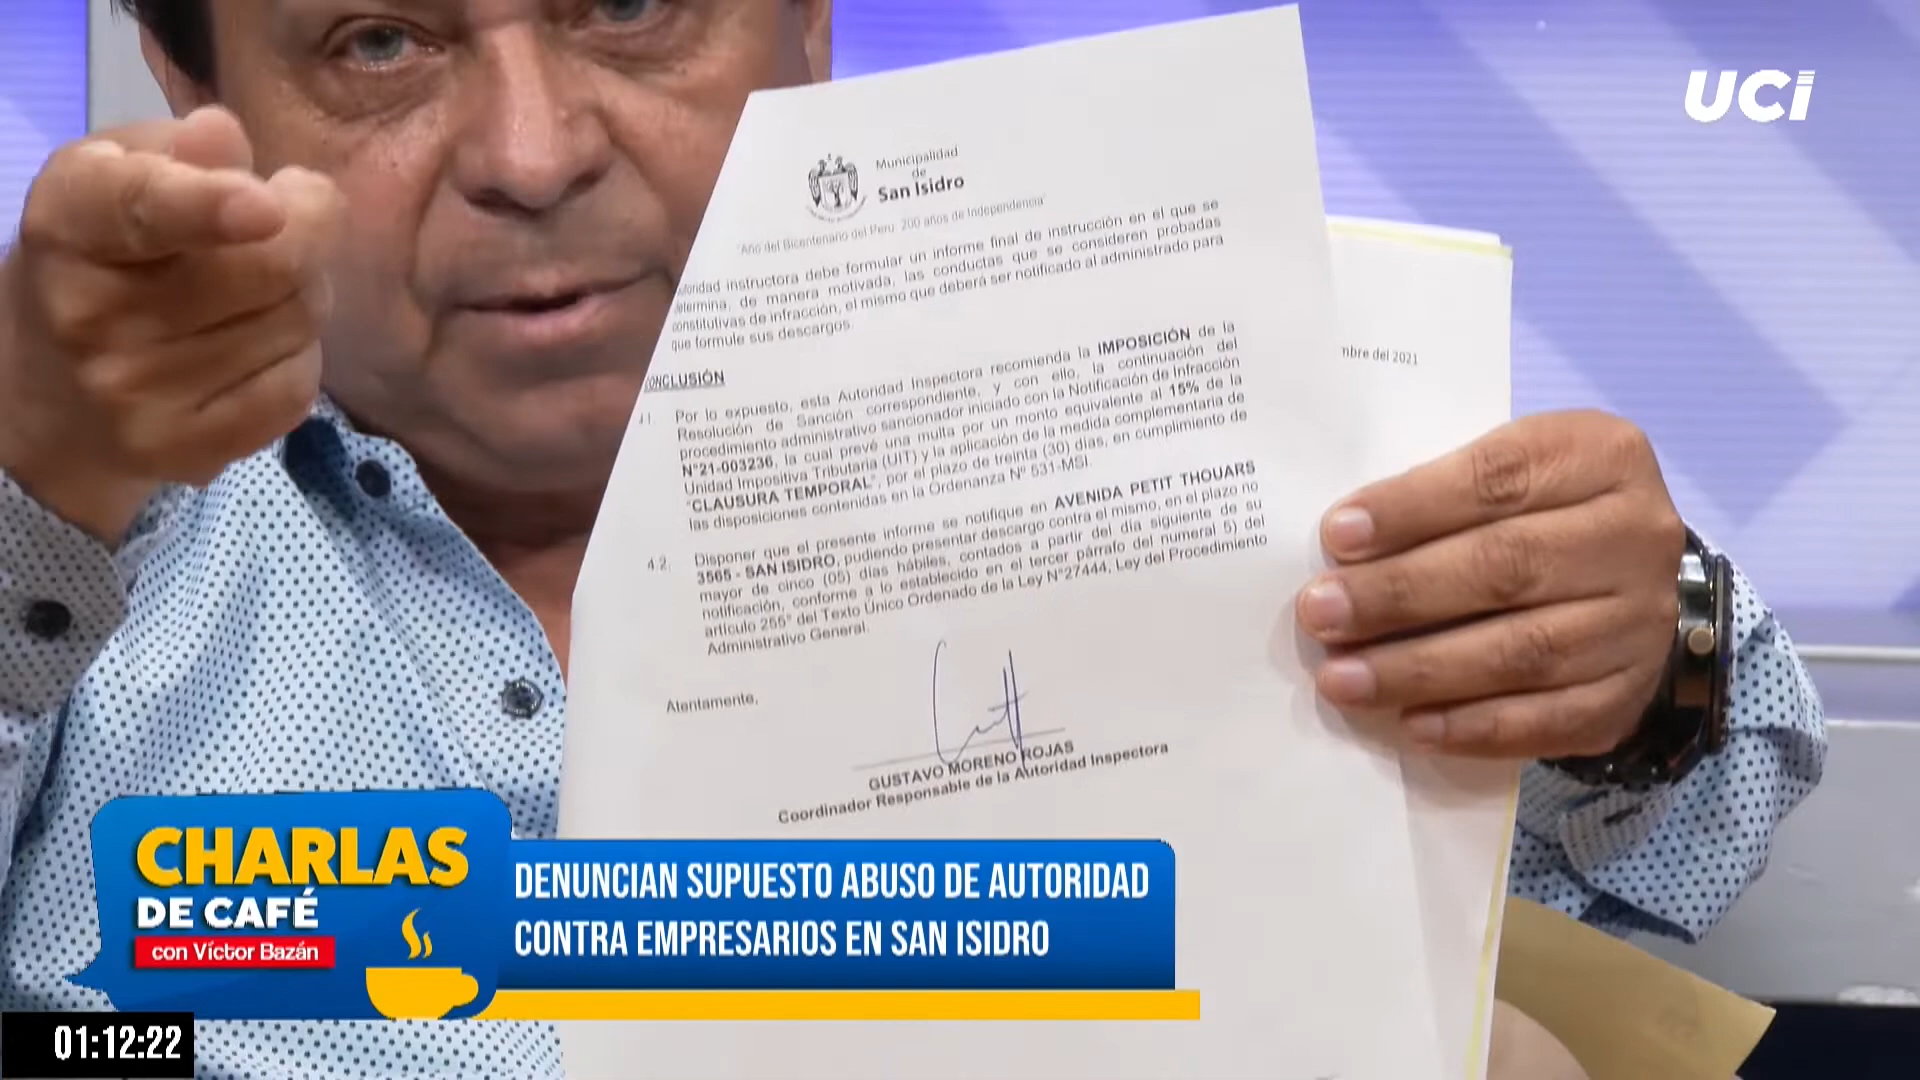 UCI
Municipalidad
de
San Isidro
"Año del Bicentenario del Perú: 200 años de Independencia"
instructora debe formular un informe final de instrucción en el que se
determina, de manera motivada, las conductas que se consideren probadas
constitutivas de infracción, el mismo que deberá ser notificado al administrado para
que formule sus descargos.
mbre del 2021
CONCLUSIÓN
Por lo expuesto, esta Autoridad Inspectora recomienda la IMPOSICIÓN de la
Resolución de Sanción correspondiente, y con ello, la continuación del
procedimiento administrativo sancionador iniciado con la Notificación de Infracción
N°21-003236, la cual prevé una multa por un monto equivalente al 15% de la
Unidad Impositiva Tributaria (UIT) y la aplicación de la medida complementaria de
"CLAUSURA TEMPORAL", por el plazo de treinta (30) días, en cumplimiento de
las disposiciones contenidas en la Ordenanza N° 531-MSI.
4.2. Disponer que el presente informe se notifique en AVENIDA PETIT THOUARS
3565 - SAN ISIDRO, pudiendo presentar descargo contra el mismo, en el plazo no
mayor de cinco (05) días hábiles, contados a partir del día siguiente de su
notificación, conforme a lo establecido en el tercer párrafo del numeral 5) del
artículo 255° del Texto Único Ordenado de la Ley N°27444, Ley del Procedimiento
Administrativo General.
Atentamente,
GUSTAVO MORENO ROJAS
Coordinador Responsable de la Autoridad Inspectora
CHARLAS
DE CAFÉ
con Víctor Bazán
DENUNCIAN SUPUESTO ABUSO DE AUTORIDAD
CONTRA EMPRESARIOS EN SAN ISIDRO
01:12:22